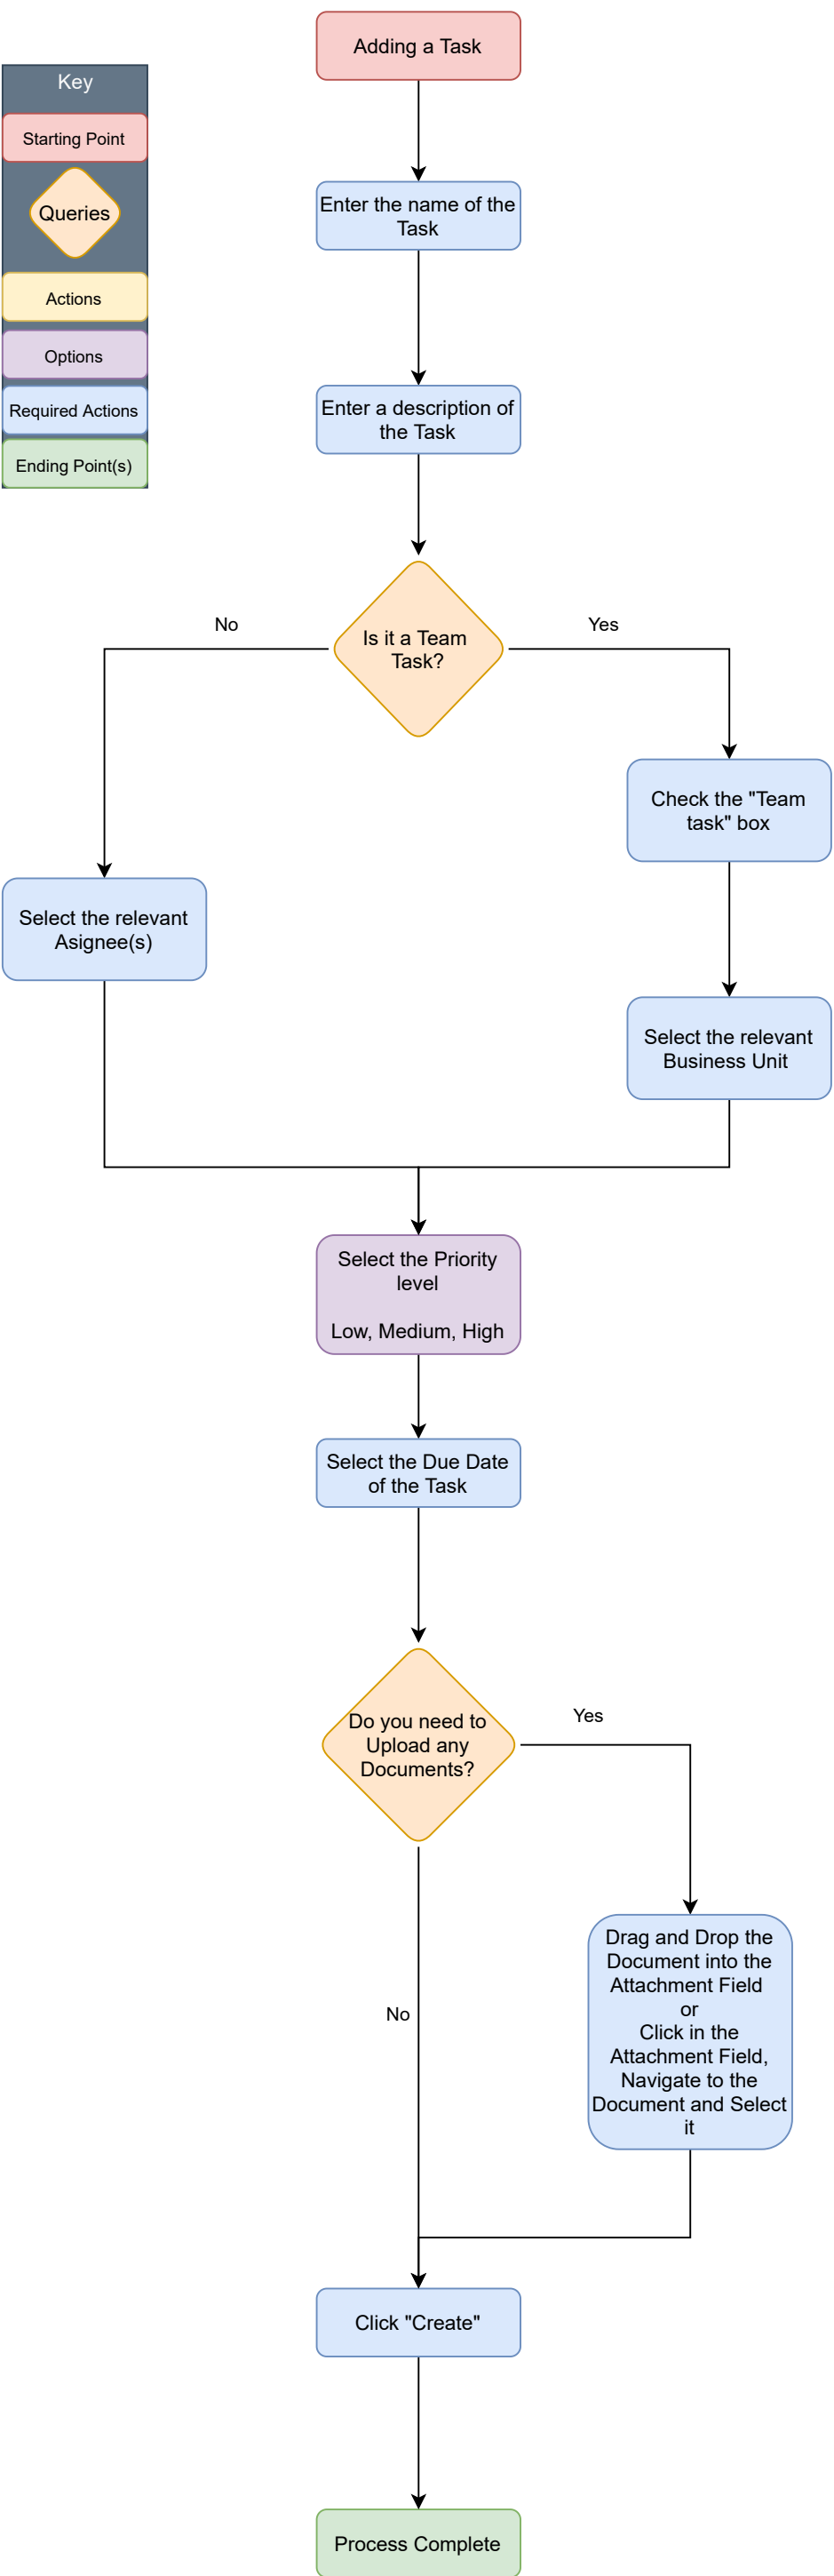 Adding a Task
Key
Starting Point
Queries
Actions
Options
Required Actions
Ending Point(s)
Enter the name of the
Task
Enter a description of
the Task
Is it a Team
Task?
No
Yes
Check the "Team
task" box
Select the relevant
Asignee(s)
Select the relevant
Business Unit
Select the Priority
level
Low, Medium, High
Select the Due Date
of the Task
Do you need to
Upload any
Documents?
Yes
No
Drag and Drop the
Document into the
Attachment Field
or
Click in the
Attachment Field,
Navigate to the
Document and Select
it
Click "Create"
Process Complete